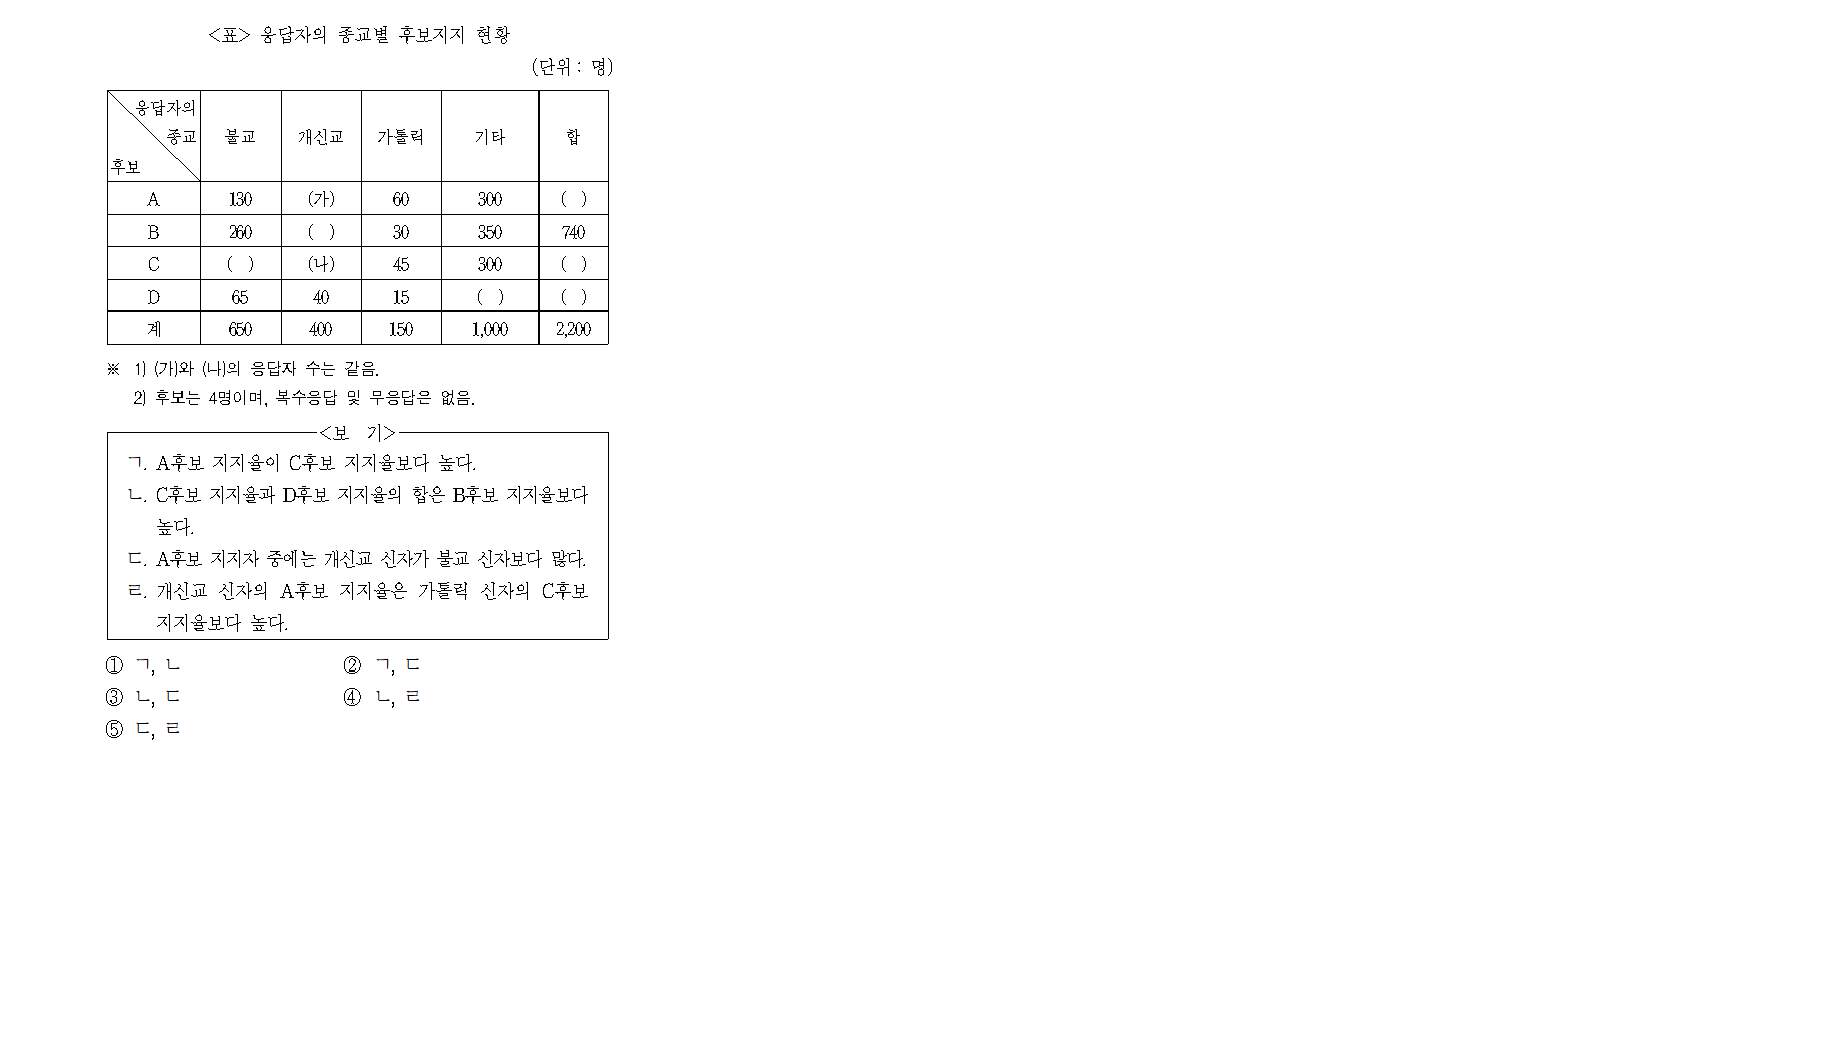 <표> 응답자의 종교별 후보지지 현황
(단위 : 명)
응답자의
종교
후보
불교 개신교 가톨릭 기타 합
A 130 (가) 60 300 ( )
B 260 ( ) 30 350 740
C ( ) (나) 45 300 ( )
D 65 40 15 ( ) ( )
계 650 400 150 1,000 2,200
※ 1) (가)와 (나)의 응답자 수는 같음.
2) 후보는 4명이며, 복수응답 및 무응답은 없음.
<보 기>
ㄱ. A후보 지지율이 C후보 지지율보다 높다.
ㄴ. C후보 지지율과 D후보 지지율의 합은 B후보 지지율보다
높다.
ㄷ. A후보 지지자 중에는 개신교 신자가 불교 신자보다 많다.
ㄹ. 개신교 신자의 A후보 지지율은 가톨릭 신자의 C후보
지지율보다 높다.
① ㄱ, ㄴ ② ㄱ, ㄷ
③ ㄴ, ㄷ ④ ㄴ, ㄹ
⑤ ㄷ, ㄹ